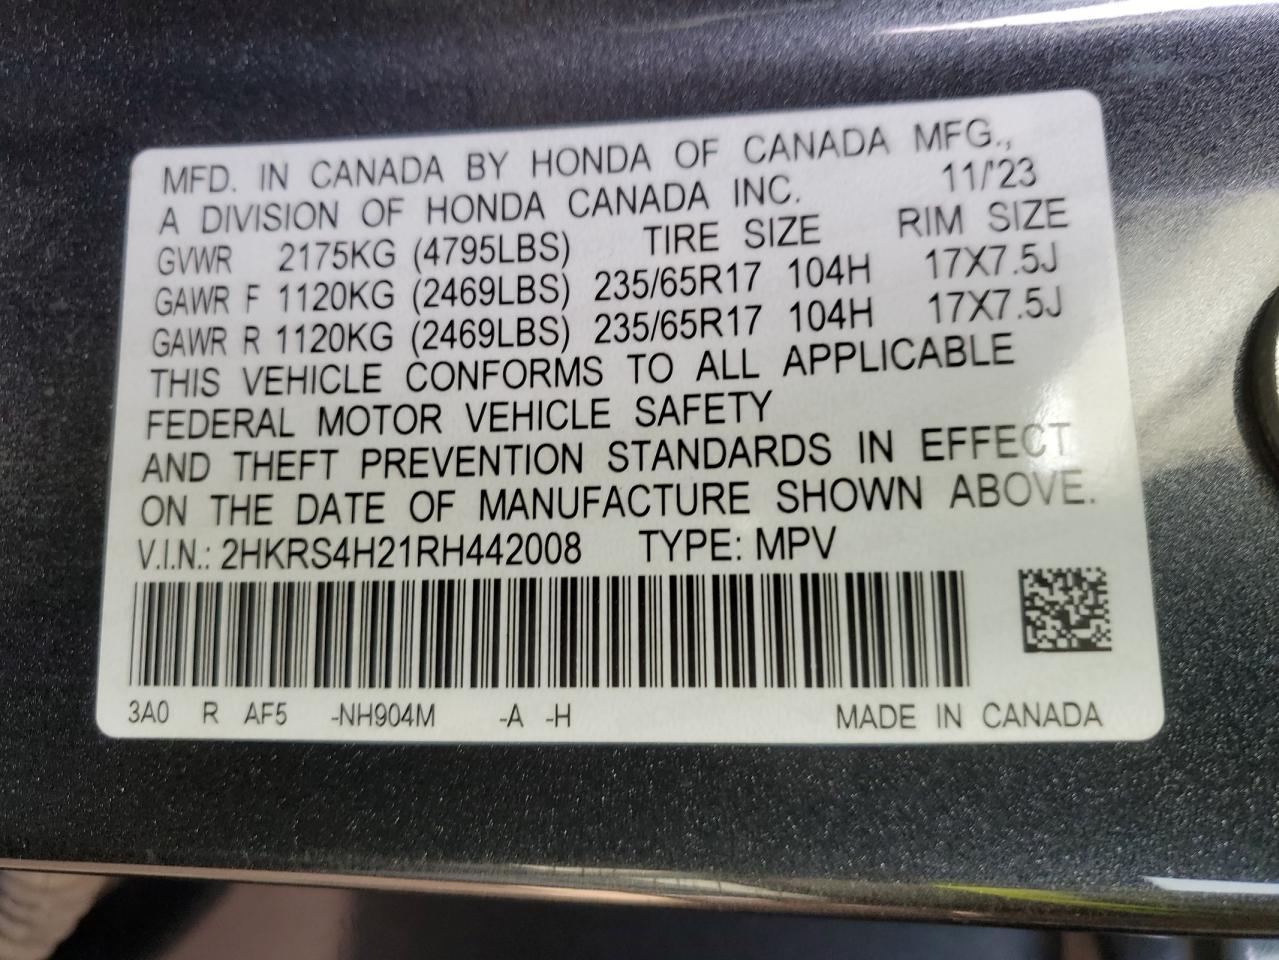 MFD. IN CANADA BY HONDA OF CANADA MFG.,
A DIVISION OF HONDA CANADA INC. 11/'23
GVWR 2175KG (4795LBS) TIRE SIZE RIM SIZE
GAWR F 1120KG (2469LBS) 235/65R17 104H 17X7.5J
GAWR R 1120KG (2469LBS) 235/65R17 104H 17X7.5J
THIS VEHICLE CONFORMS TO ALL APPLICABLE
FEDERAL MOTOR VEHICLE SAFETY
AND THEFT PREVENTION STANDARDS IN EFFECT
ON THE DATE OF MANUFACTURE SHOWN ABOVE.
V.I.N.: 2HKRS4H21RH442008 TYPE: MPV
3A0 R AF5 -NH904M -A -H MADE IN CANADA